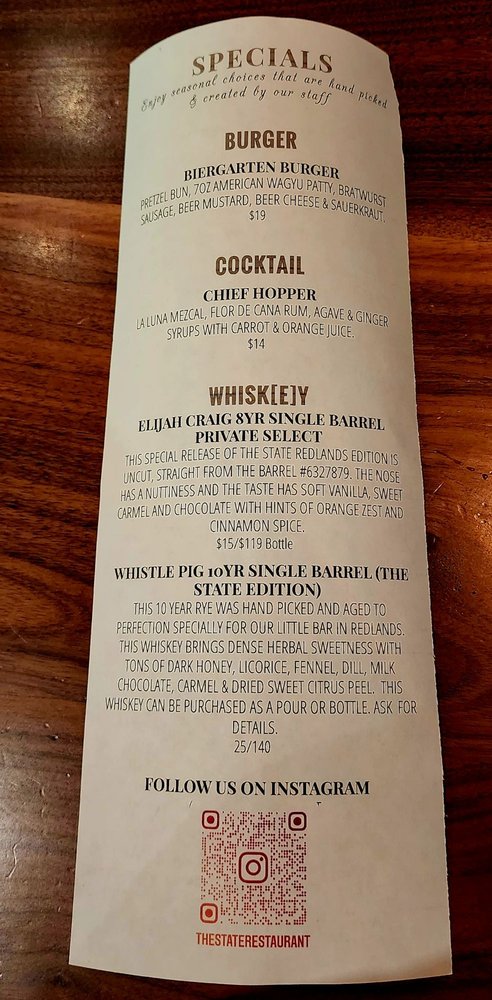 SPECIALS
Enjoy seasonal choices that are hand picked
& created by our staff
BURGER
BIERGARTEN BURGER
PRETZEL BUN, 7OZ AMERICAN WAGYU PATTY, BRATWURST
SAUSAGE, BEER MUSTARD, BEER CHEESE & SAUERKRAUT.
$19
COCKTAIL
CHIEF HOPPER
LA LUNA MEZCAL, FLOR DE CANA RUM, AGAVE & GINGER
SYRUPS WITH CARROT & ORANGE JUICE.
$14
WHISK[E]Y
ELIJAH CRAIG 8YR SINGLE BARREL
PRIVATE SELECT
THIS SPECIAL RELEASE OF THE STATE REDLANDS EDITION IS
UNCUT, STRAIGHT FROM THE BARREL #6327879. THE NOSE
HAS A NUTTINESS AND THE TASTE HAS SOFT VANILLA, SWEET
CARMEL AND CHOCOLATE WITH HINTS OF ORANGE ZEST AND
CINNAMON SPICE.
$15/$119 Bottle
WHISTLE PIG 10YR SINGLE BARREL (THE
STATE EDITION)
THIS 10 YEAR RYE WAS HAND PICKED AND AGED TO
PERFECTION SPECIALLY FOR OUR LITTLE BAR IN REDLANDS.
THIS WHISKEY BRINGS DENSE HERBAL SWEETNESS WITH
TONS OF DARK HONEY, LICORICE, FENNEL, DILL, MILK
CHOCOLATE, CARMEL & DRIED SWEET CITRUS PEEL. THIS
WHISKEY CAN BE PURCHASED AS A POUR OR BOTTLE. ASK FOR
DETAILS.
25/140
FOLLOW US ON INSTAGRAM
THESTATERESTAURANT